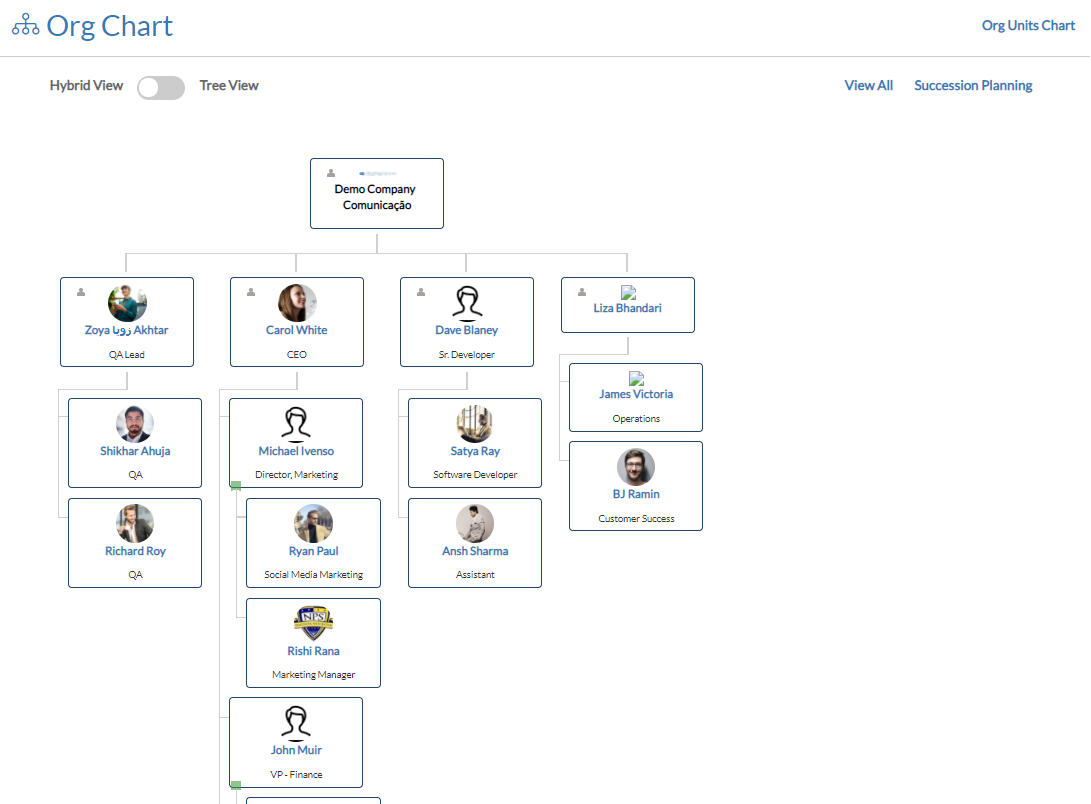 Org Chart
Org Units Chart
Hybrid View
Tree View
View All
Succession Planning
Demo Company
Comunicação
Zoya زويا Akhtar
QA Lead
Carol White
CEO
Dave Blaney
Sr. Developer
Liza Bhandari
Shikhar Ahuja
QA
Richard Roy
QA
Michael Ivenso
Director, Marketing
Ryan Paul
Social Media Marketing
NPS
Rishi Rana
Marketing Manager
John Muir
VP - Finance
Satya Ray
Software Developer
Ansh Sharma
Assistant
James Victoria
Operations
BJ Ramin
Customer Success